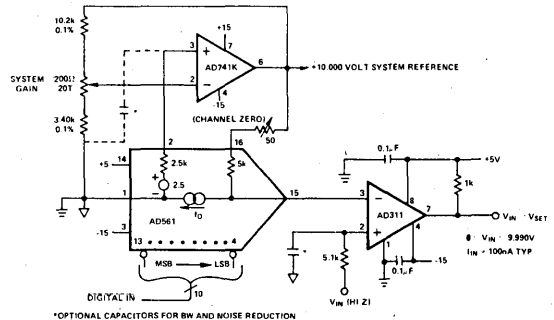 10.2k
0.1%
+15
3
+
7
AD741K
6
+10.000 VOLT SYSTEM REFERENCE
SYSTEM
GAIN
200Ω
20T
2
−
4
-15
(CHANNEL ZERO)
50
3.40k
0.1%
*
2
16
+5
14
2.5k
5k
0.1μF
+5V
1
+
−
2.5
15
3
−
8
1k
7
AD561
IO
AD311
VIN : VSET
-15
3
13
4
*
2
+
1
4
-15
VIN 9.990V
IIN ~ 100nA TYP
MSB
LSB
5.1k
0.1μF
10
DIGITAL IN
VIN (HI Z)
*OPTIONAL CAPACITORS FOR BW AND NOISE REDUCTION